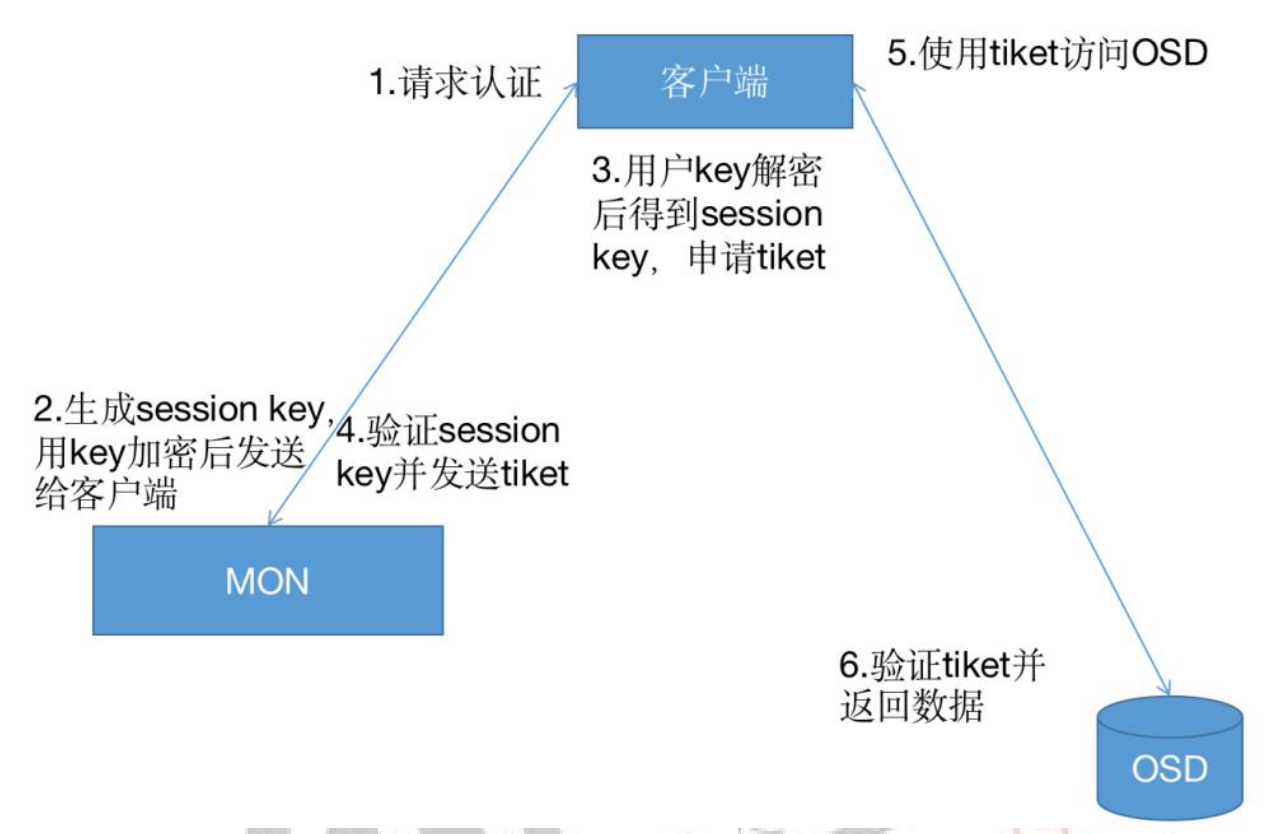 1.请求认证
客户端
5.使用tiket访问OSD
3.用户key解密
后得到session
key，申请tiket
2.生成session key,
用key加密后发送
给客户端
4.验证session
key并发送tiket
MON
6.验证tiket并
返回数据
OSD